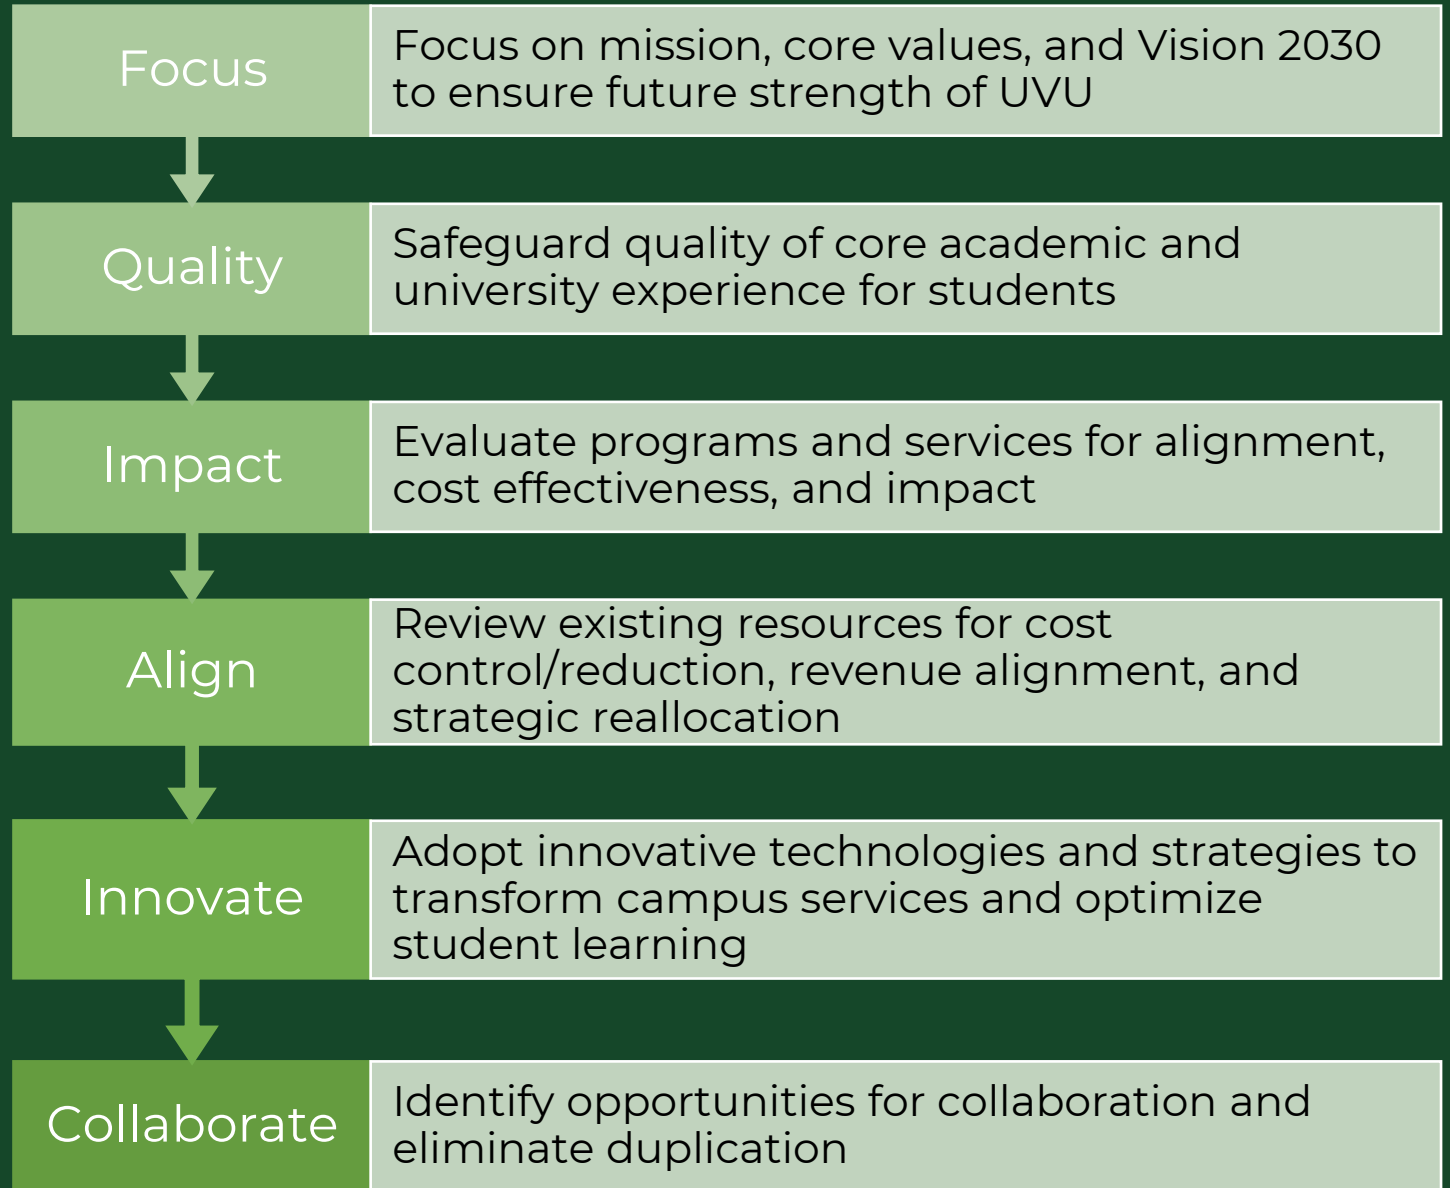 Focus
Focus on mission, core values, and Vision 2030
to ensure future strength of UVU
Quality
Safeguard quality of core academic and
university experience for students
Impact
Evaluate programs and services for alignment,
cost effectiveness, and impact
Align
Review existing resources for cost
control/reduction, revenue alignment, and
strategic reallocation
Innovate
Adopt innovative technologies and strategies to
transform campus services and optimize
student learning
Collaborate
Identify opportunities for collaboration and
eliminate duplication